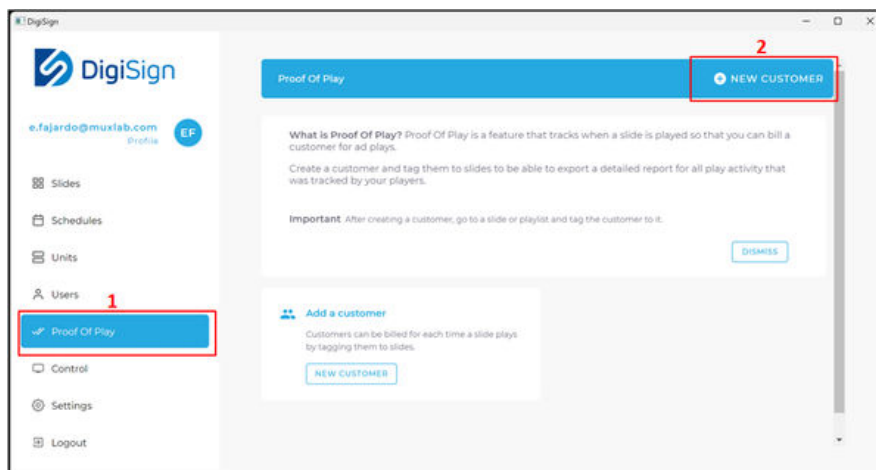 DigiSign
DigiSign
e.fajardo@muxlab.com
Profile
EF
Slides
Schedules
Units
Users
1
Proof Of Play
Control
Settings
Logout
2
Proof Of Play
NEW CUSTOMER
What is Proof Of Play? Proof Of Play is a feature that tracks when a slide is played so that you can bill a
customer for ad plays.
Create a customer and tag them to slides to be able to export a detailed report for all play activity that
was tracked by your players.
Important After creating a customer, go to a slide or playlist and tag the customer to it.
DISMISS
Add a customer
Customers can be billed for each time a slide plays
by tagging them to slides.
NEW CUSTOMER